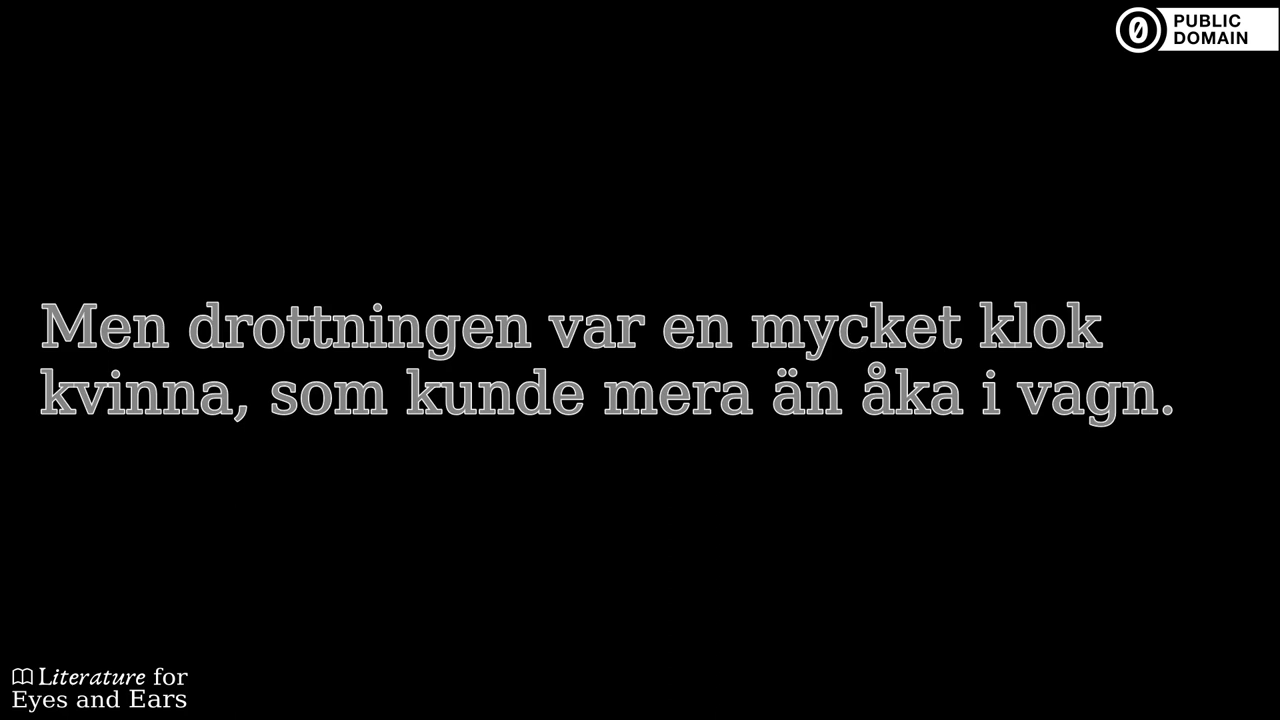 PUBLIC
DOMAIN
Men drottningen var en mycket klok
kvinna, som kunde mera än åka i vagn.
Literature for
Eyes and Ears